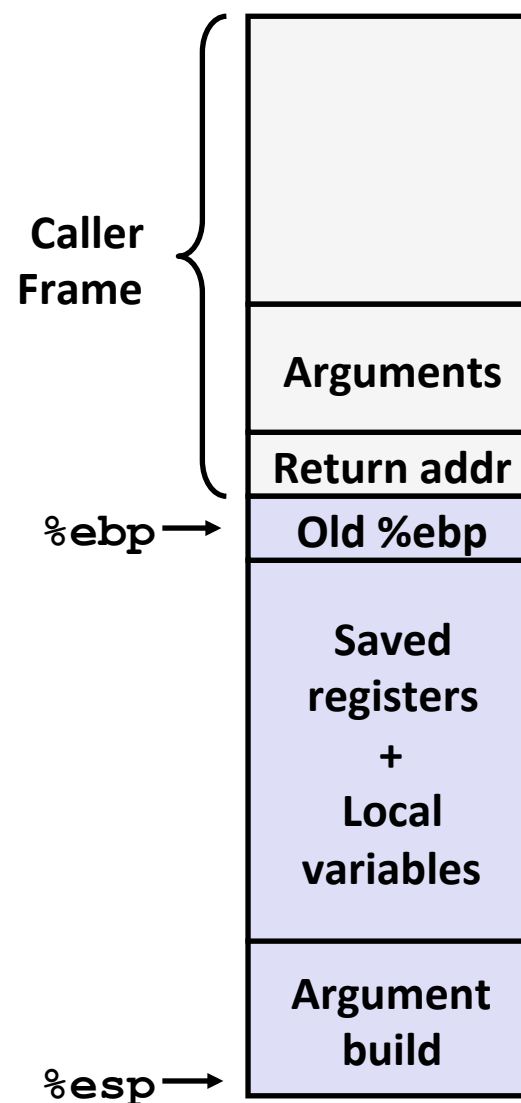 Caller
Frame
Arguments
Return addr
%ebp
Old %ebp
Saved
registers
+
Local
variables
Argument
build
%esp